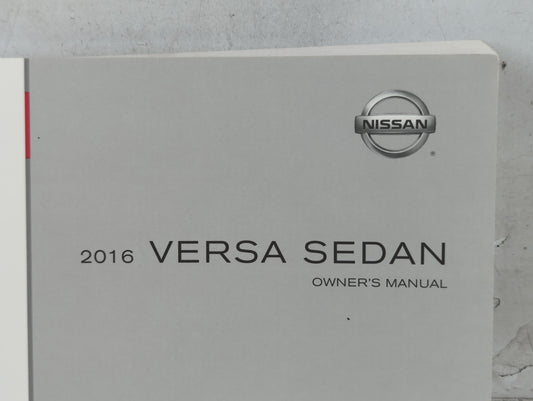 NISSAN
®
2016 VERSA SEDAN
OWNER'S MANUAL